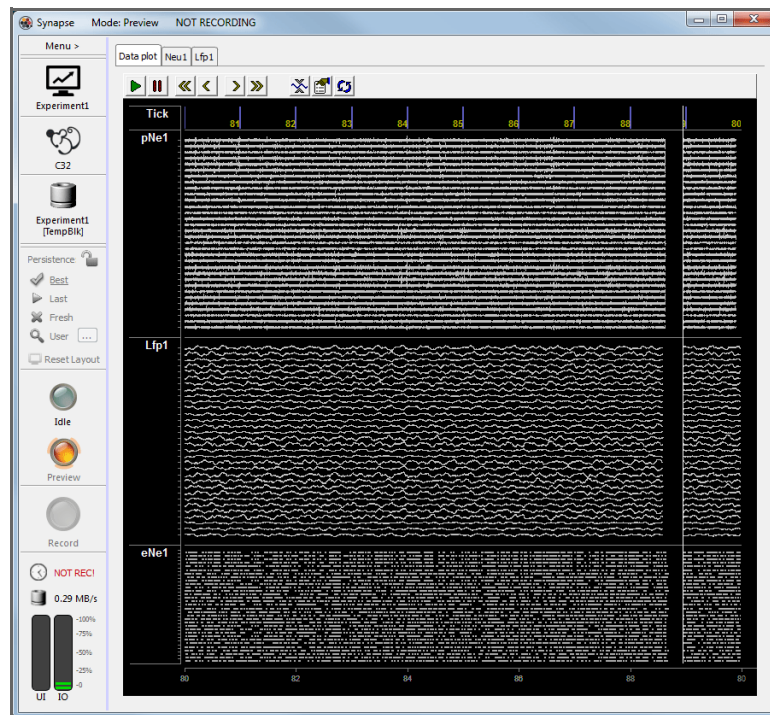 Synapse Mode: Preview NOT RECORDING
Menu >
Experiment1
C32
Experiment1
[TempBlk]
Persistence
Best
Last
Fresh
User ...
Reset Layout
Idle
Preview
Record
NOT REC!
0.29 MB/s
-100%
-75%
-50%
-25%
-0
UI IO
Data plot Neu1 Lfp1
Tick
81 82 83 84 85 86 87 88 80
pNe1
Lfp1
eNe1
80 82 84 86 88 80